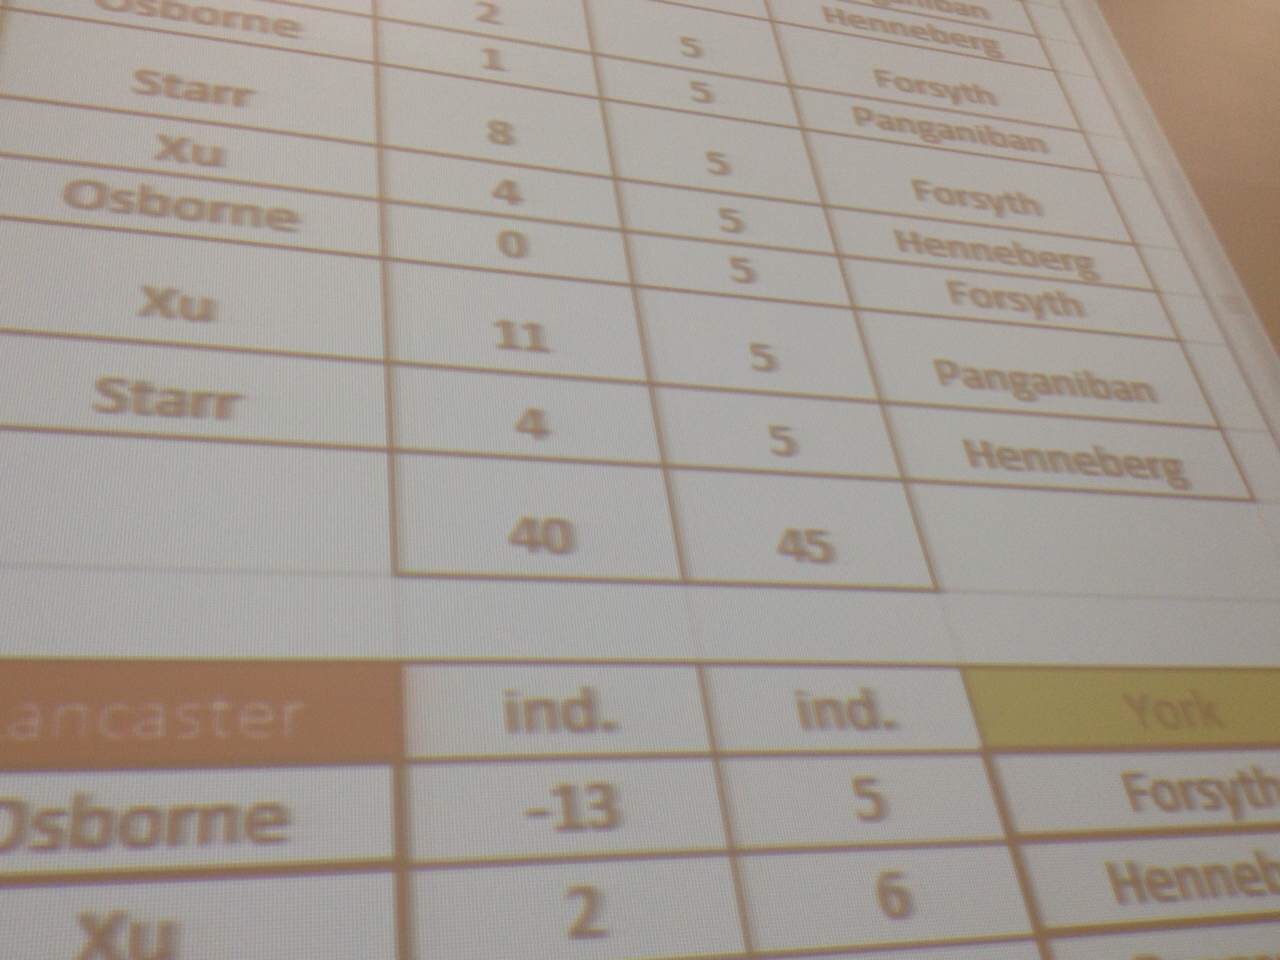 Henneberg
Osborne 2 5 Forsyth
1 5 Panganiban
Starr 8 5 Forsyth
Xu 4 5 Henneberg
Osborne 0 5 Forsyth
Xu 11 5 Panganiban
Starr 4 5 Henneberg
40 45
ancaster ind. ind. York
Osborne -13 5 Forsyth
Xu 2 6 Henneb